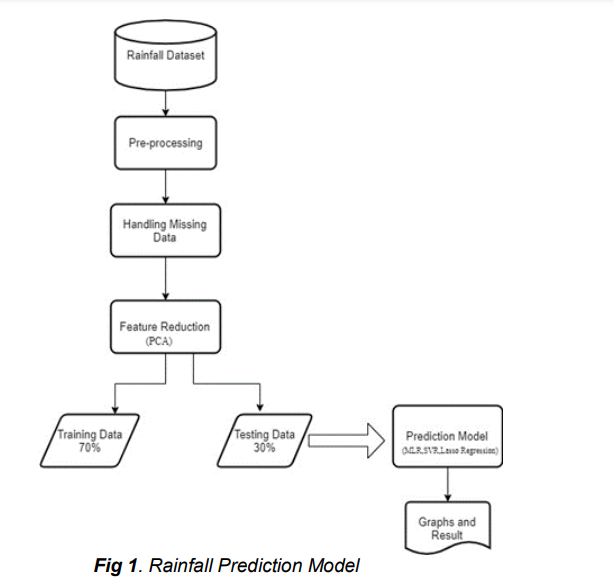 Rainfall Dataset
Pre-processing
Handling Missing
Data
Feature Reduction
(PCA)
Training Data
70%
Testing Data
30%
Prediction Model
(MLR,SVR,Lasso Regression)
Graphs and
Result
Fig 1. Rainfall Prediction Model